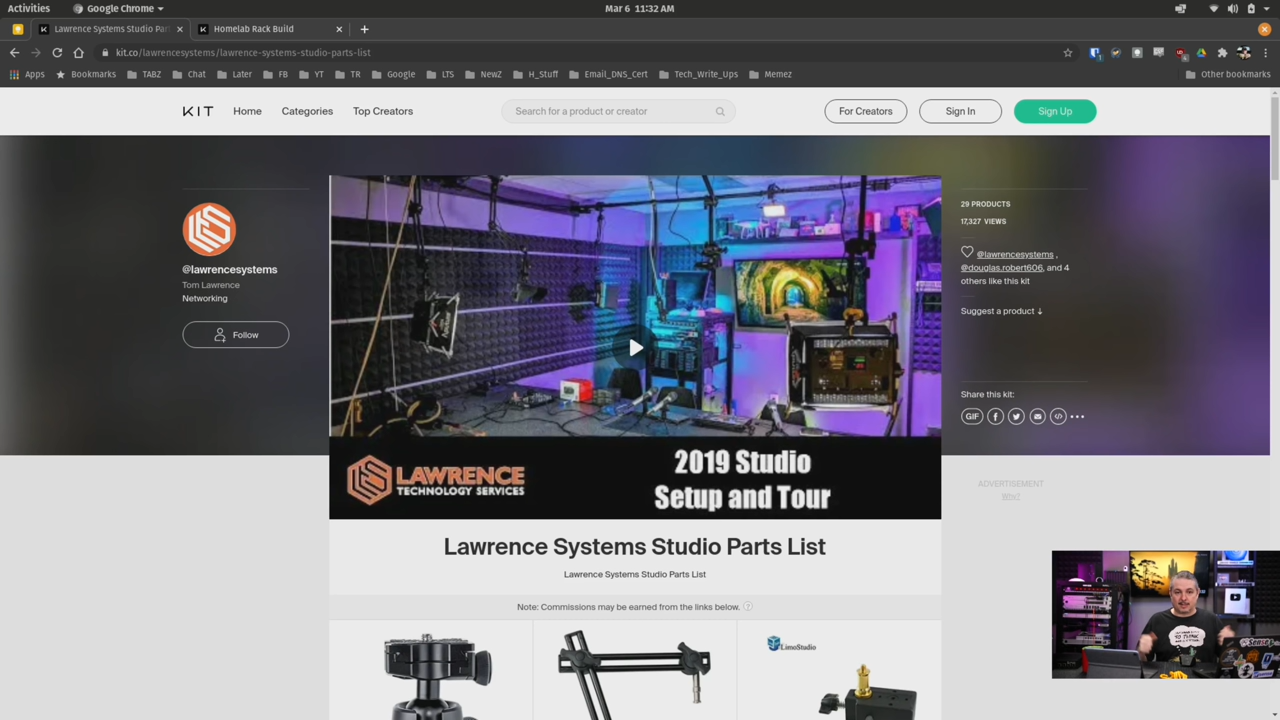 Activities
Google Chrome
Mar 6 11:32 AM
Lawrence Systems Studio Par
Homelab Rack Build
kit.co/lawrencesystems/lawrence-systems-studio-parts-list
Apps
Bookmarks
TABZ
Chat
Later
FB
YT
TR
Google
LTS
NewZ
H_Stuff
Email_DNS_Cert
Tech_Write_Ups
Memez
Other bookmarks
KIT
Home
Categories
Top Creators
Search for a product or creator
For Creators
Sign In
Sign Up
@lawrencesystems
Tom Lawrence
Networking
Follow
29 PRODUCTS
17,327 VIEWS
@lawrencesystems ,
@douglas.robert606, and 4
others like this kit
Suggest a product ↓
Share this kit:
GIF
LAWRENCE
TECHNOLOGY SERVICES
2019 Studio
Setup and Tour
ADVERTISEMENT
Why?
Lawrence Systems Studio Parts List
Lawrence Systems Studio Parts List
Note: Commissions may be earned from the links below.
LimoStudio